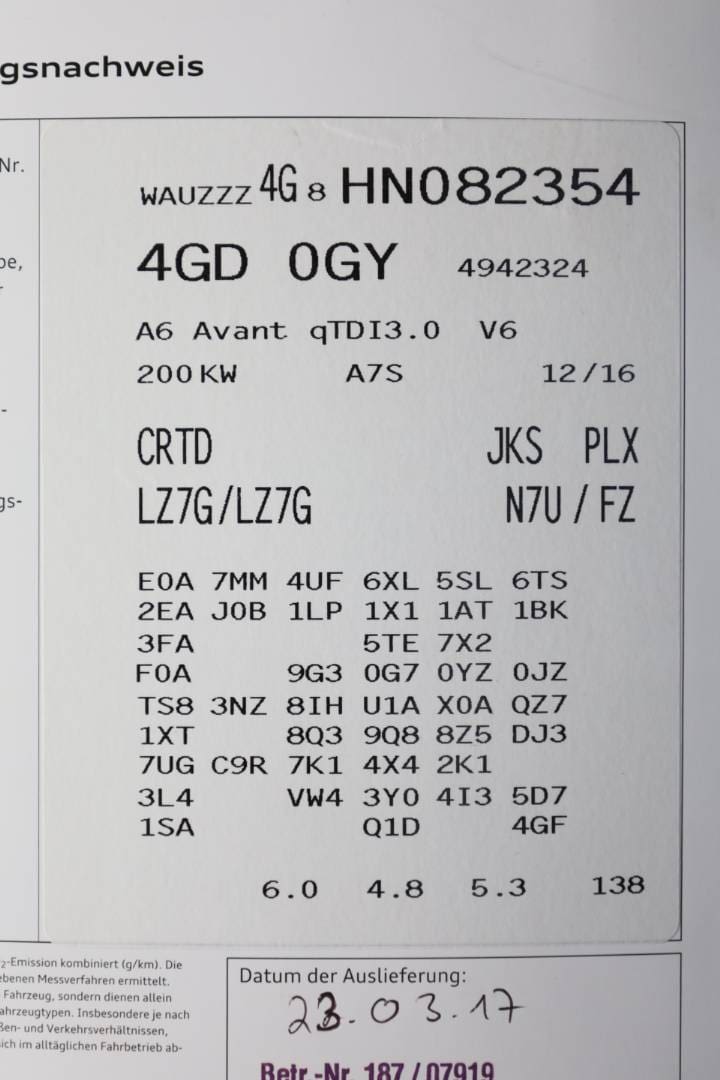 gsnachweis
Nr.
WAUZZZ 4G 8 HN082354
4GD 0GY 4942324
be,
A6 Avant qTDI3.0 V6
200 KW A7S 12/16
-
CRTD JKS PLX
gs-
LZ7G/LZ7G N7U / FZ
E0A 7MM 4UF 6XL 5SL 6TS
2EA J0B 1LP 1X1 1AT 1BK
3FA 5TE 7X2
F0A 9G3 0G7 0YZ 0JZ
TS8 3NZ 8IH U1A X0A QZ7
1XT 8Q3 9Q8 8Z5 DJ3
7UG C9R 7K1 4X4 2K1
3L4 VW4 3Y0 4I3 5D7
1SA Q1D 4GF
6.0 4.8 5.3 138
2-Emission kombiniert (g/km). Die
ebenen Messverfahren ermittelt.
Fahrzeug, sondern dienen allein
ahrzeugtypen. Insbesondere je nach
ßen- und Verkehrsverhältnissen,
ich im alltäglichen Fahrbetrieb ab-
Datum der Auslieferung:
23.03.17
Betr.-Nr. 187 / 07919